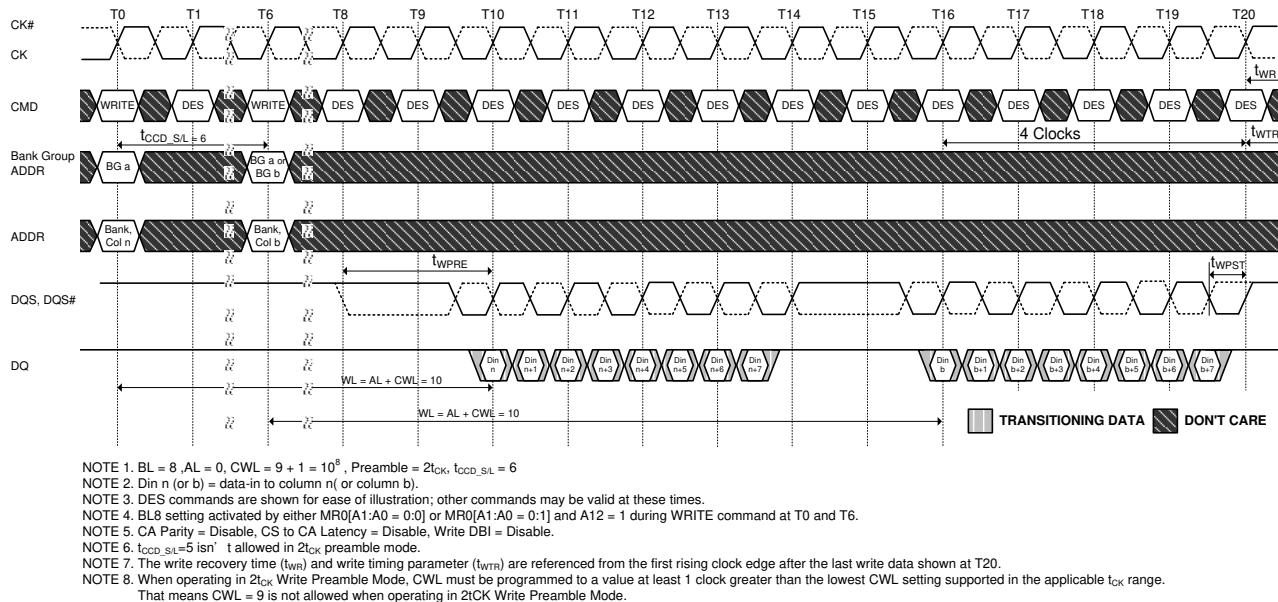 T0 T1 T6 T8 T9 T10 T11 T12 T13 T14 T15 T16 T17 T18 T19 T20
CK#
CK
tWR
CMD
WRITE DES WRITE DES DES DES DES DES DES DES DES DES DES DES DES DES
tCCD_S/L = 6
4 Clocks
tWTR
Bank Group
ADDR
BG a
BG a or
BG b
ADDR
Bank,
Col n
Bank,
Col b
tWPRE
tWPST
DQS, DQS#
DQ
Din
n
Din
n+1
Din
n+2
Din
n+3
Din
n+4
Din
n+5
Din
n+6
Din
n+7
Din
b
Din
b+1
Din
b+2
Din
b+3
Din
b+4
Din
b+5
Din
b+6
Din
b+7
WL = AL + CWL = 10
WL = AL + CWL = 10
TRANSITIONING DATA DON'T CARE
NOTE 1. BL = 8 ,AL = 0, CWL = 9 + 1 = 10⁸ , Preamble = 2tCK, tCCD_S/L = 6
NOTE 2. Din n (or b) = data-in to column n( or column b).
NOTE 3. DES commands are shown for ease of illustration; other commands may be valid at these times.
NOTE 4. BL8 setting activated by either MR0[A1:A0 = 0:0] or MR0[A1:A0 = 0:1] and A12 = 1 during WRITE command at T0 and T6.
NOTE 5. CA Parity = Disable, CS to CA Latency = Disable, Write DBI = Disable.
NOTE 6. tCCD_S/L=5 isn' t allowed in 2tCK preamble mode.
NOTE 7. The write recovery time (tWR) and write timing parameter (tWTR) are referenced from the first rising clock edge after the last write data shown at T20.
NOTE 8. When operating in 2tCK Write Preamble Mode, CWL must be programmed to a value at least 1 clock greater than the lowest CWL setting supported in the applicable tCK range.
That means CWL = 9 is not allowed when operating in 2tCK Write Preamble Mode.